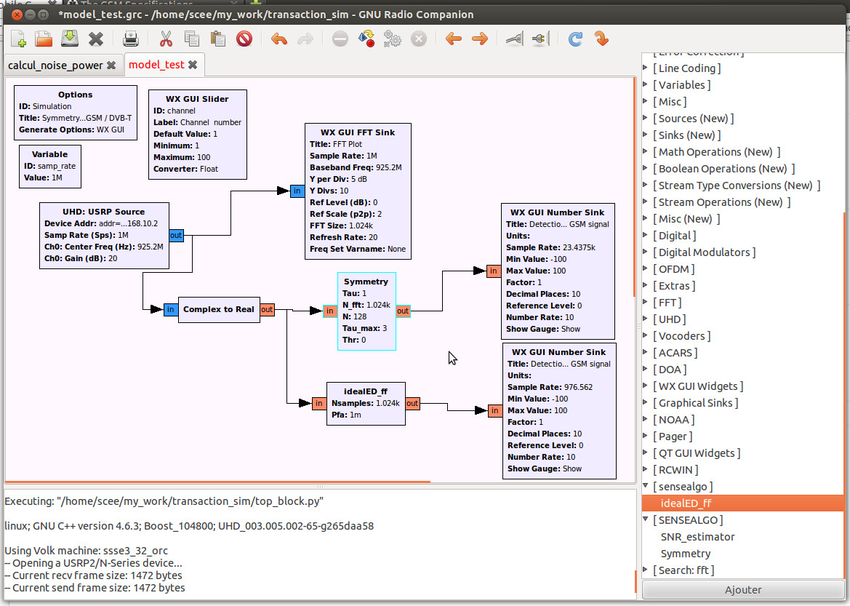 *model_test.grc - /home/scee/my_work/transaction_sim - GNU Radio Companion
calcul_noise_power
model_test
Options
ID: Simulation
Title: Symmetry...GSM / DVB-T
Generate Options: WX GUI
Variable
ID: samp_rate
Value: 1M
WX GUI Slider
ID: channel
Label: Channel number
Default Value: 1
Minimum: 1
Maximum: 100
Converter: Float
WX GUI FFT Sink
Title: FFT Plot
Sample Rate: 1M
Baseband Freq: 925.2M
Y per Div: 5 dB
Y Divs: 10
Ref Level (dB): 0
Ref Scale (p2p): 2
FFT Size: 1.024k
Refresh Rate: 20
Freq Set Varname: None
in
UHD: USRP Source
Device Addr: addr=...168.10.2
Samp Rate (Sps): 1M
Ch0: Center Freq (Hz): 925.2M
Ch0: Gain (dB): 20
out
in
Complex to Real
out
in
Symmetry
Tau: 1
N_fft: 1.024k
N: 128
Tau_max: 3
Thr: 0
out
in
idealED_ff
Nsamples: 1.024k
Pfa: 1m
out
in
WX GUI Number Sink
Title: Detectio... GSM signal
Units:
Sample Rate: 23.4375k
Min Value: -100
Max Value: 100
Factor: 1
Decimal Places: 10
Reference Level: 0
Number Rate: 10
Show Gauge: Show
in
WX GUI Number Sink
Title: Detectio... GSM signal
Units:
Sample Rate: 976.562
Min Value: -100
Max Value: 100
Factor: 1
Decimal Places: 10
Reference Level: 0
Number Rate: 10
Show Gauge: Show
[ Error Correction ]
[ Line Coding ]
[ Variables ]
[ Misc ]
[ Sources (New) ]
[ Sinks (New) ]
[ Math Operations (New) ]
[ Boolean Operations (New) ]
[ Stream Type Conversions (New) ]
[ Stream Operations (New) ]
[ Misc (New) ]
[ Digital ]
[ Digital Modulators ]
[ OFDM ]
[ Extras ]
[ FFT ]
[ UHD ]
[ Vocoders ]
[ ACARS ]
[ DOA ]
[ WX GUI Widgets ]
[ Graphical Sinks ]
[ NOAA ]
[ Pager ]
[ QT GUI Widgets ]
[ RCWIN ]
[ sensealgo ]
idealED_ff
[ SENSEALGO ]
SNR_estimator
Symmetry
[ Search: fft ]
Ajouter
Executing: "/home/scee/my_work/transaction_sim/top_block.py"
linux; GNU C++ version 4.6.3; Boost_104800; UHD_003.005.002-65-g265daa58
Using Volk machine: ssse3_32_orc
-- Opening a USRP2/N-Series device...
-- Current recv frame size: 1472 bytes
-- Current send frame size: 1472 bytes